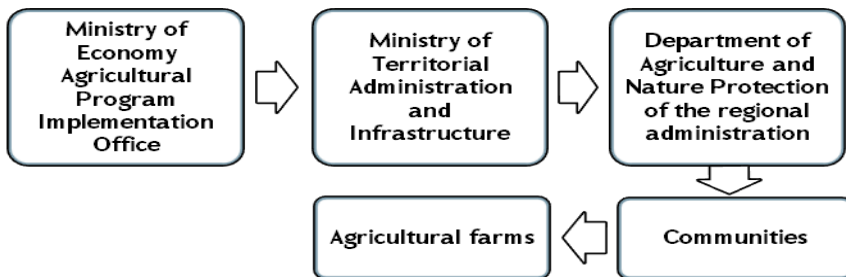 Ministry of
Economy
Agricultural
Program
Implementation
Office
Ministry of
Territorial
Administration
and
Infrastructure
Department of
Agriculture and
Nature Protection
of the regional
administration
Agricultural farms
Communities